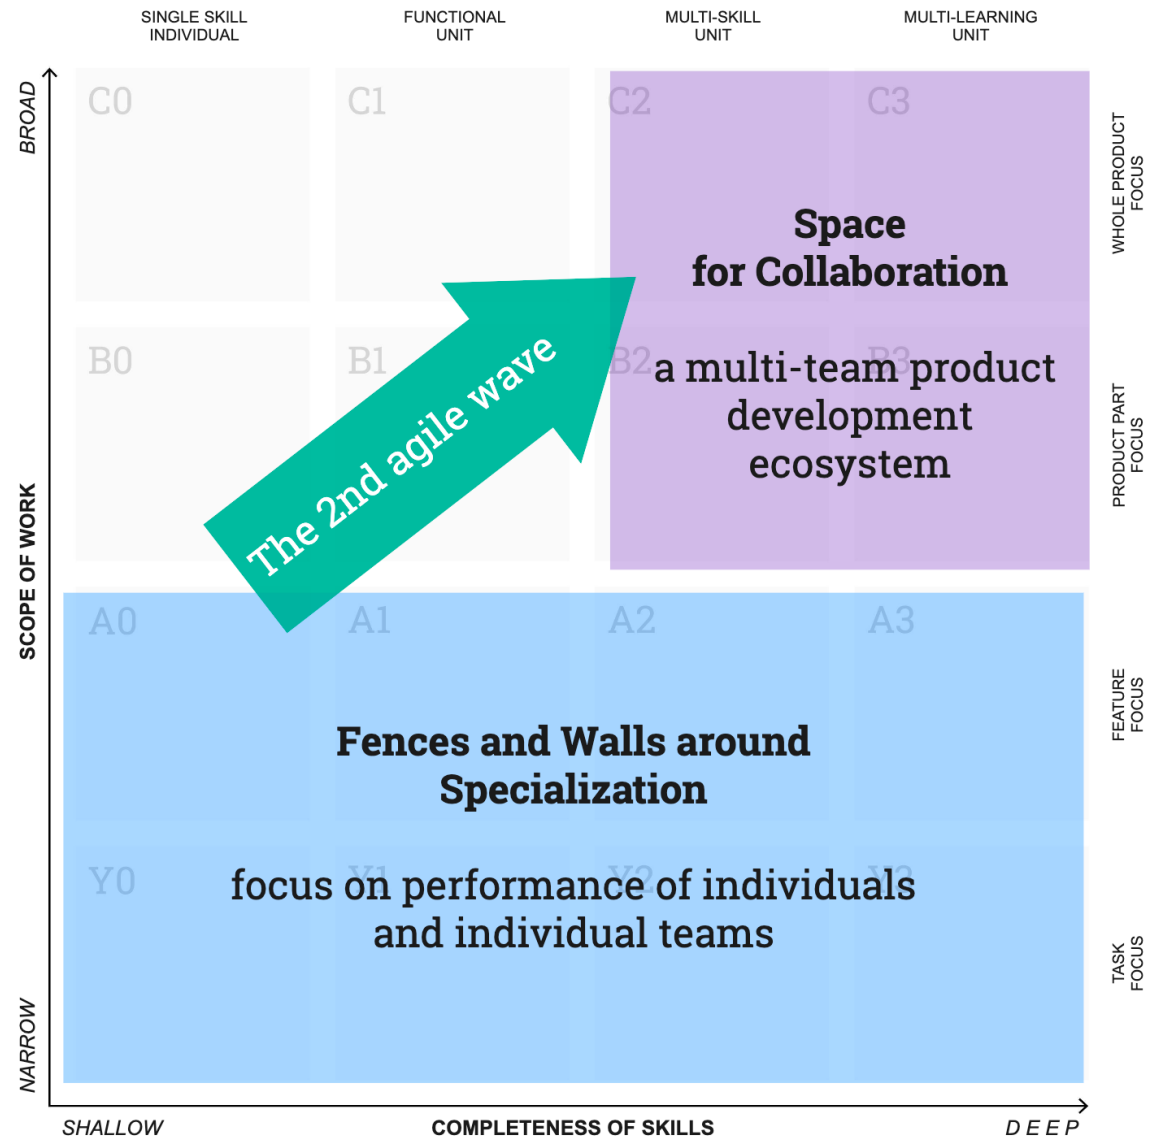 SINGLE SKILL
INDIVIDUAL
FUNCTIONAL
UNIT
MULTI-SKILL
UNIT
MULTI-LEARNING
UNIT
BROAD
C0
C1
C2
C3
WHOLE PRODUCT
FOCUS
Space
for Collaboration
B0
B1
B2
B3
a multi-team product
development
ecosystem
PRODUCT PART
FOCUS
The 2nd agile wave
SCOPE OF WORK
A0
A1
A2
A3
FEATURE
FOCUS
Fences and Walls around
Specialization
Y0
Y1
Y2
Y3
focus on performance of individuals
and individual teams
TASK
FOCUS
NARROW
SHALLOW
COMPLETENESS OF SKILLS
DEEP